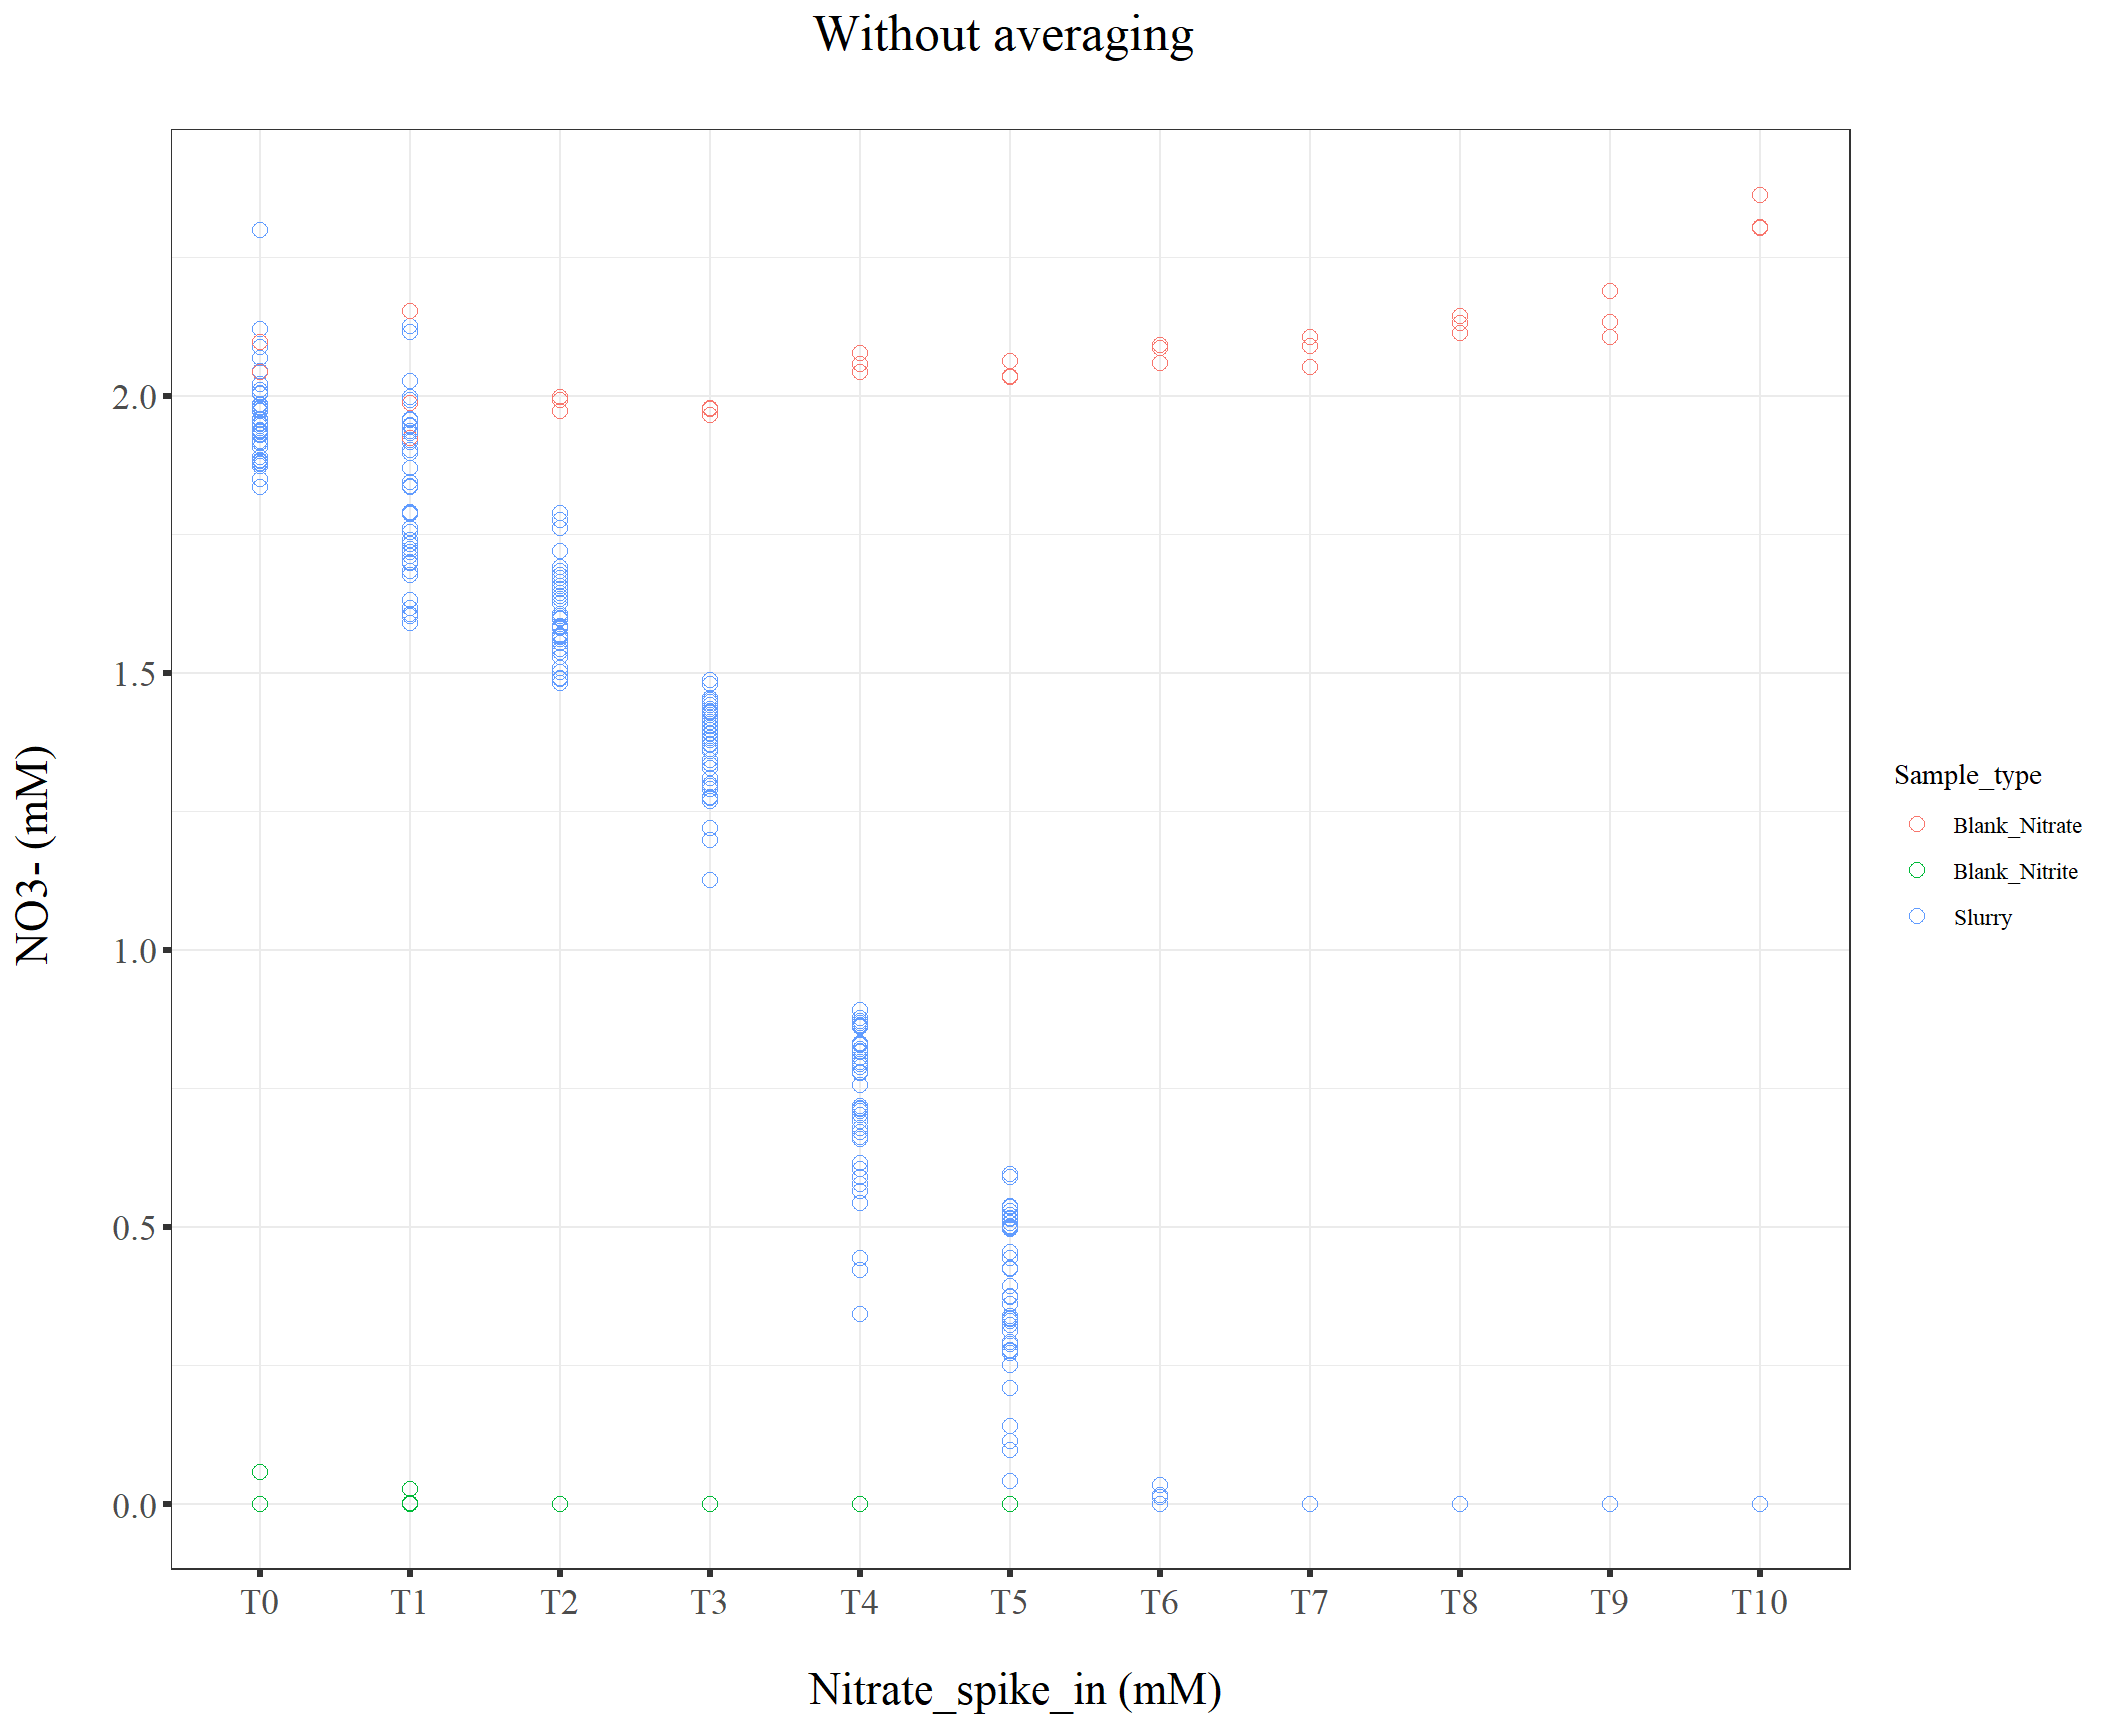 Without averaging
NO3- (mM)
2.0
1.5
1.0
0.5
0.0
T0 T1 T2 T3 T4 T5 T6 T7 T8 T9 T10
Nitrate_spike_in (mM)
Sample_type
Blank_Nitrate
Blank_Nitrite
Slurry